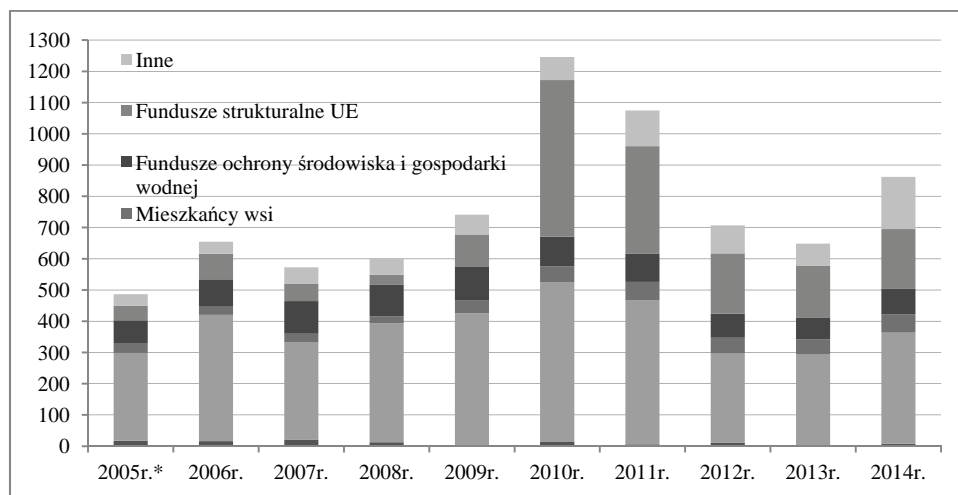 1300
1200
1100
1000
900
800
700
600
500
400
300
200
100
0
Inne
Fundusze strukturalne UE
Fundusze ochrony środowiska i gospodarki
wodnej
Mieszkańcy wsi
2005r.* 2006r. 2007r. 2008r. 2009r. 2010r. 2011r. 2012r. 2013r. 2014r.